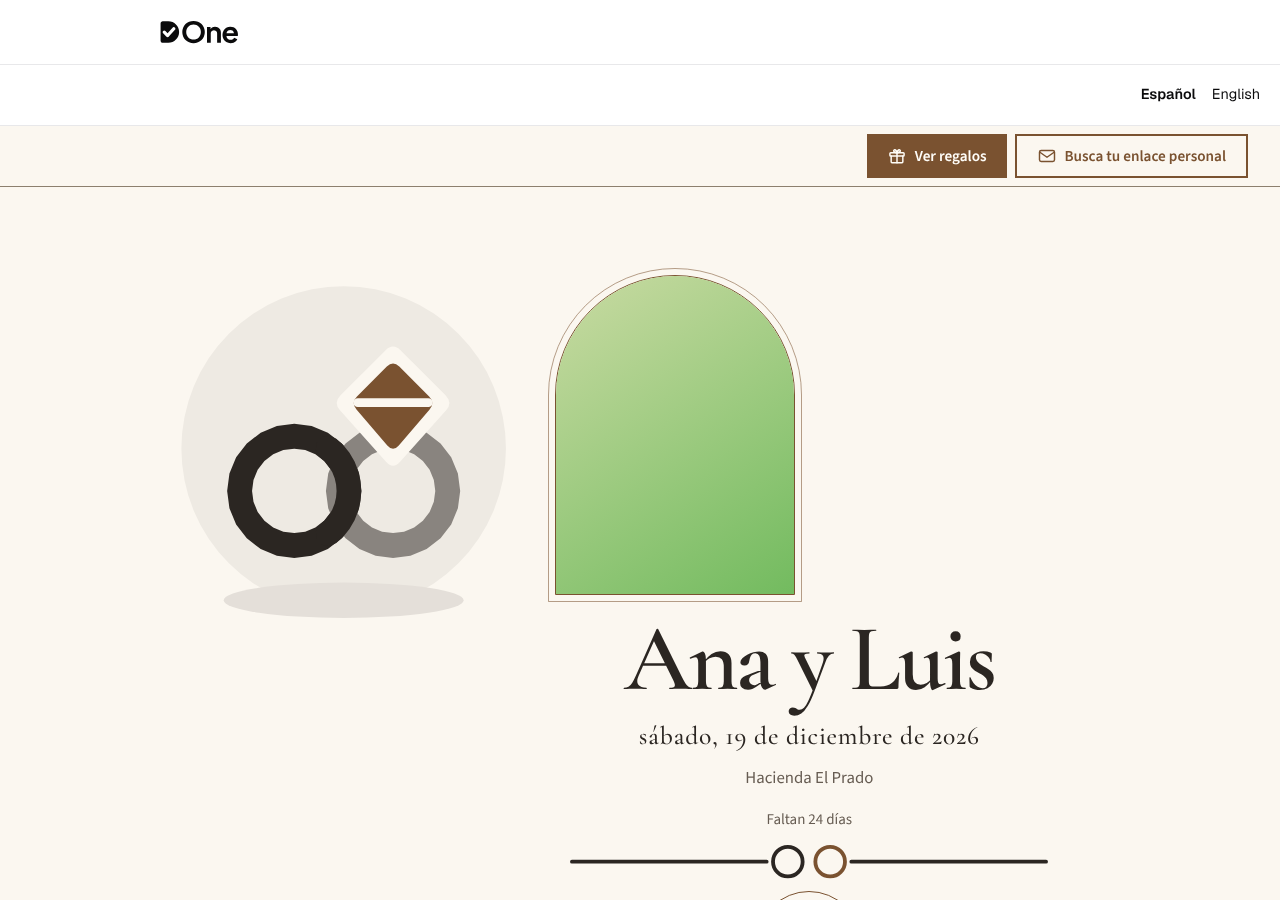 One
Español English
Ver regalos Busca tu enlace personal
Ana y Luis
sábado, 19 de diciembre de 2026
Hacienda El Prado
Faltan 24 días